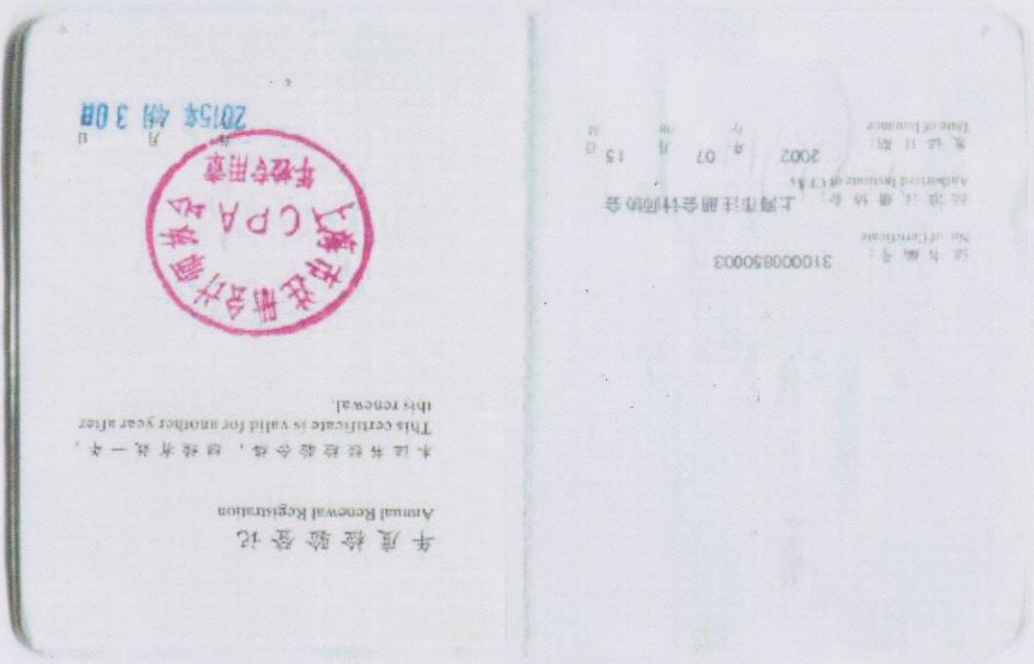 证书编号：
No. of Certificate
310000850003
批准注册协会：
Authorized Institute of CPAs
上海市注册会计师协会
发证日期：
Date of Issuance
2002 年 07 月 15 日
/y /m /d
年度检验登记
Annual Renewal Registration
本证书经检验合格，继续有效一年。
This certificate is valid for another year after
this renewal.
上海市注册会计师协会
CPA
年检专用章
年 月 日
2015年 4月 30日